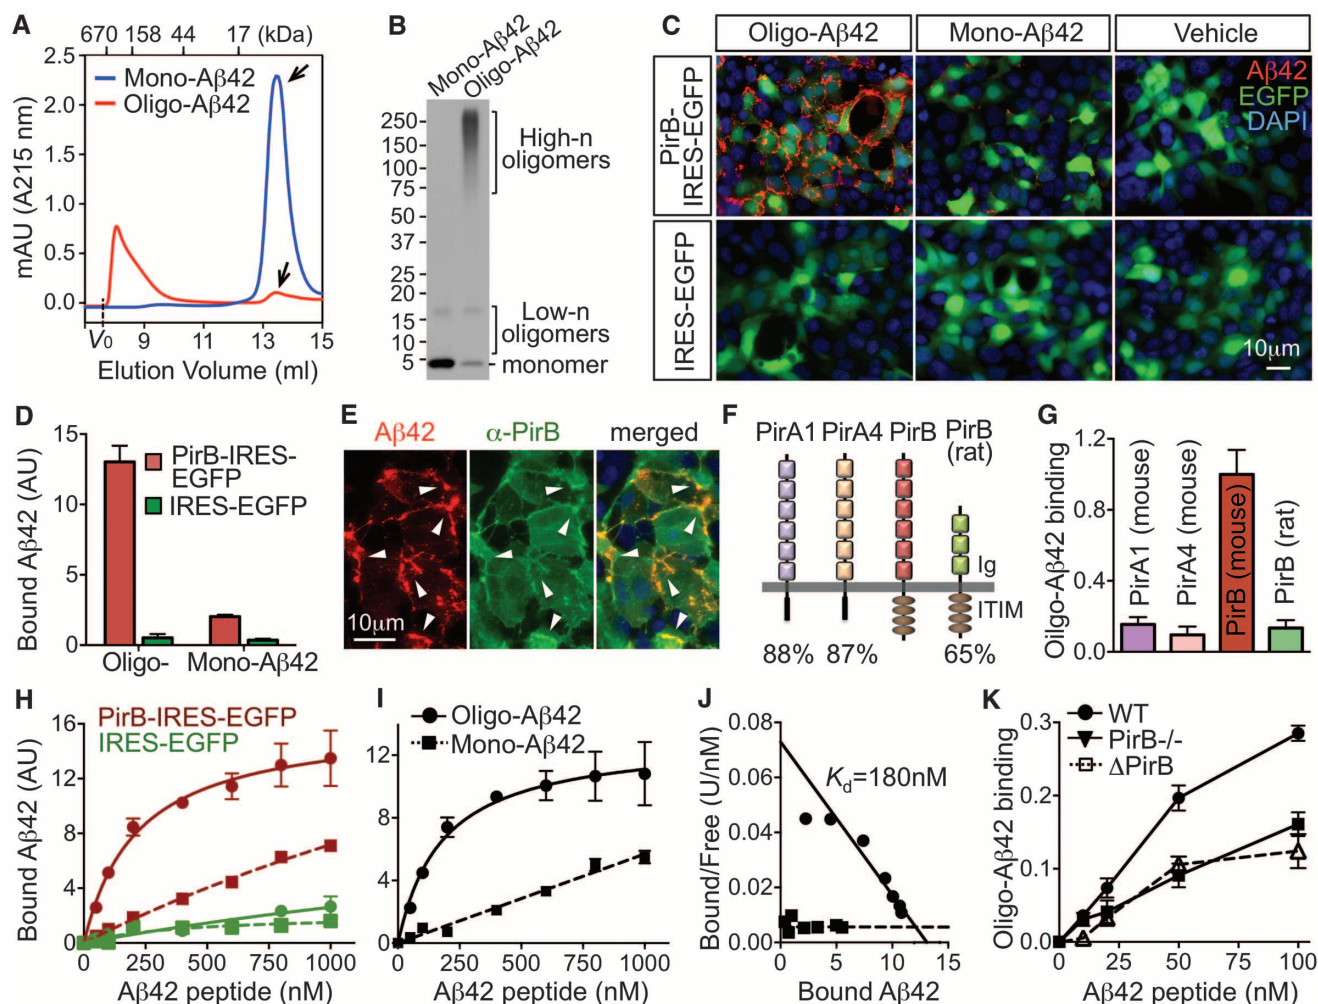 A
670 158 44 17 (kDa)
2.5
2.0
1.5
1.0
0.5
0.0
mAU (A215 nm)
Mono-Aβ42
Oligo-Aβ42
V0 9 11 13 15
Elution Volume (ml)
B
Mono-Aβ42
Oligo-Aβ42
250
150
100
75
50
37
25
20
15
10
5
High-n
oligomers
Low-n
oligomers
monomer
C
Oligo-Aβ42 Mono-Aβ42 Vehicle
PirB-
IRES-EGFP
IRES-EGFP
Aβ42
EGFP
DAPI
10μm
D
15
10
5
0
Bound Aβ42 (AU)
PirB-IRES-
EGFP
IRES-EGFP
Oligo- Mono-Aβ42
E
Aβ42 α-PirB merged
10μm
F
PirA1 PirA4 PirB PirB
(rat)
Ig
ITIM
88% 87% 65%
G
1.2
0.8
0.4
0.0
Oilgo-Aβ42 binding
PirA1 (mouse)
PirA4 (mouse)
PirB (mouse)
PirB (rat)
H
16
12
8
4
0
Bound Aβ42 (AU)
PirB-IRES-EGFP
IRES-EGFP
0 250 500 750 1000
Aβ42 peptide (nM)
I
12
8
4
0
Oligo-Aβ42
Mono-Aβ42
0 250 500 750 1000
Aβ42 peptide (nM)
J
0.08
0.06
0.04
0.02
0.00
Bound/Free (U/nM)
Kd=180nM
0 5 10 15
Bound Aβ42
K
0.3
0.2
0.1
0.0
Oligo-Aβ42 binding
WT
PirB-/-
ΔPirB
0 25 50 75 100
Aβ42 peptide (nM)